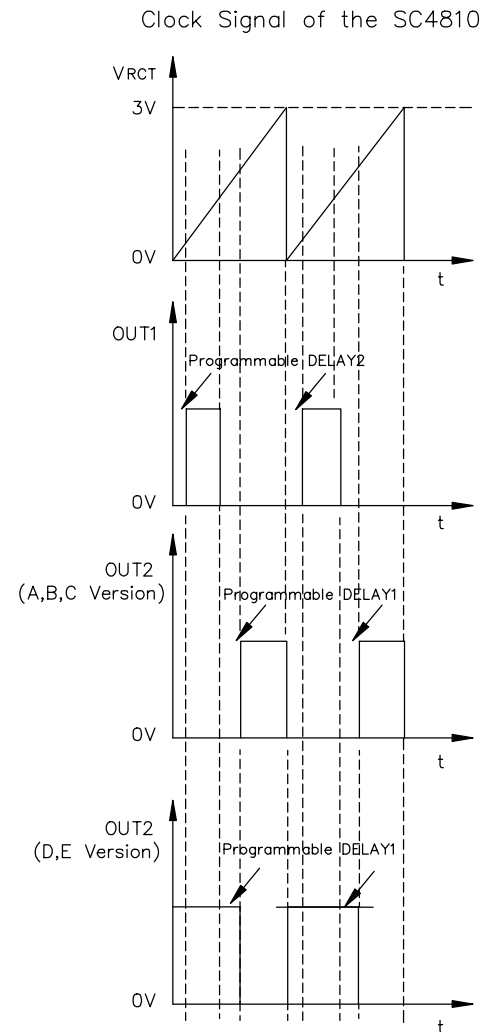 Clock Signal of the SC4810
VRCT
3V
0V
t
OUT1
Programmable DELAY2
0V
t
OUT2
(A,B,C Version)
Programmable DELAY1
0V
t
OUT2
(D,E Version)
Programmable DELAY1
0V
t